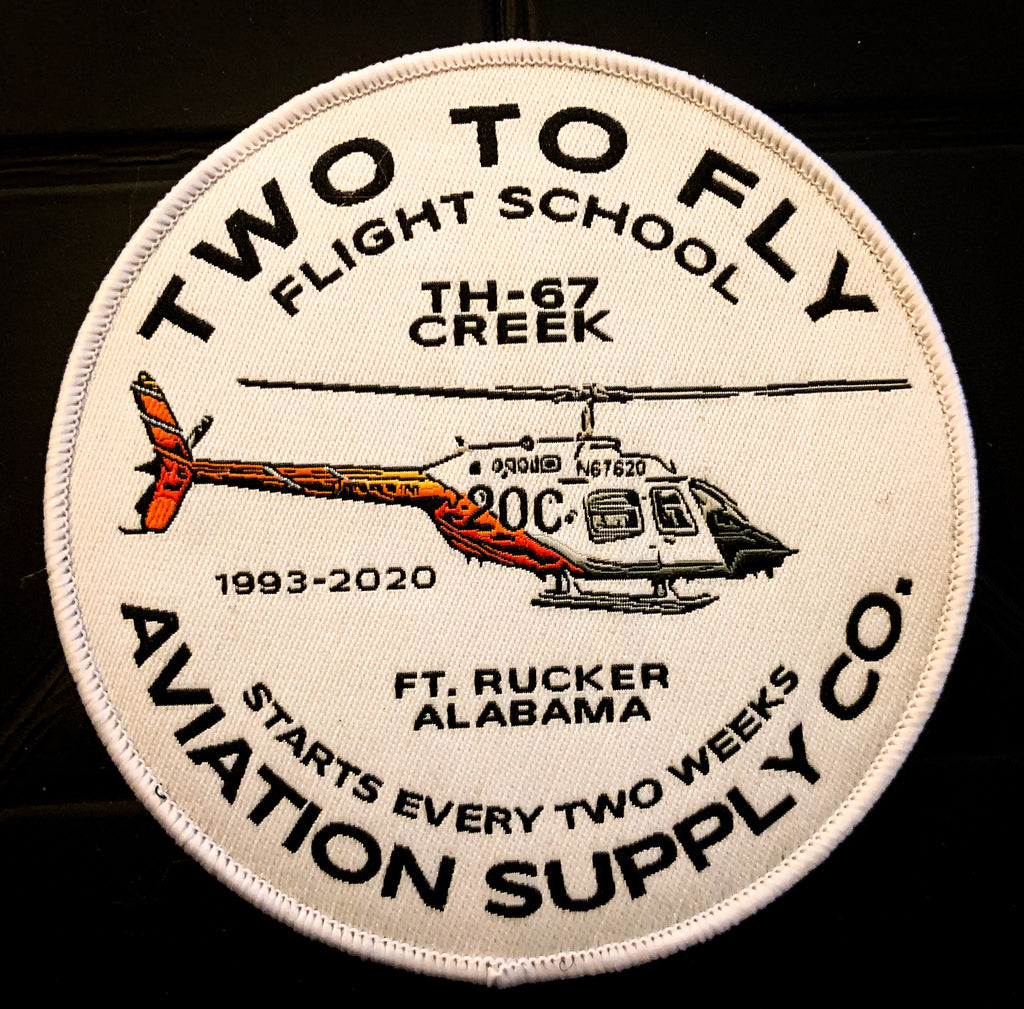 TWO TO FLY
FLIGHT SCHOOL
TH-67
CREEK
N67620
20C
1993-2020
FT. RUCKER
ALABAMA
STARTS EVERY TWO WEEKS
AVIATION SUPPLY CO.